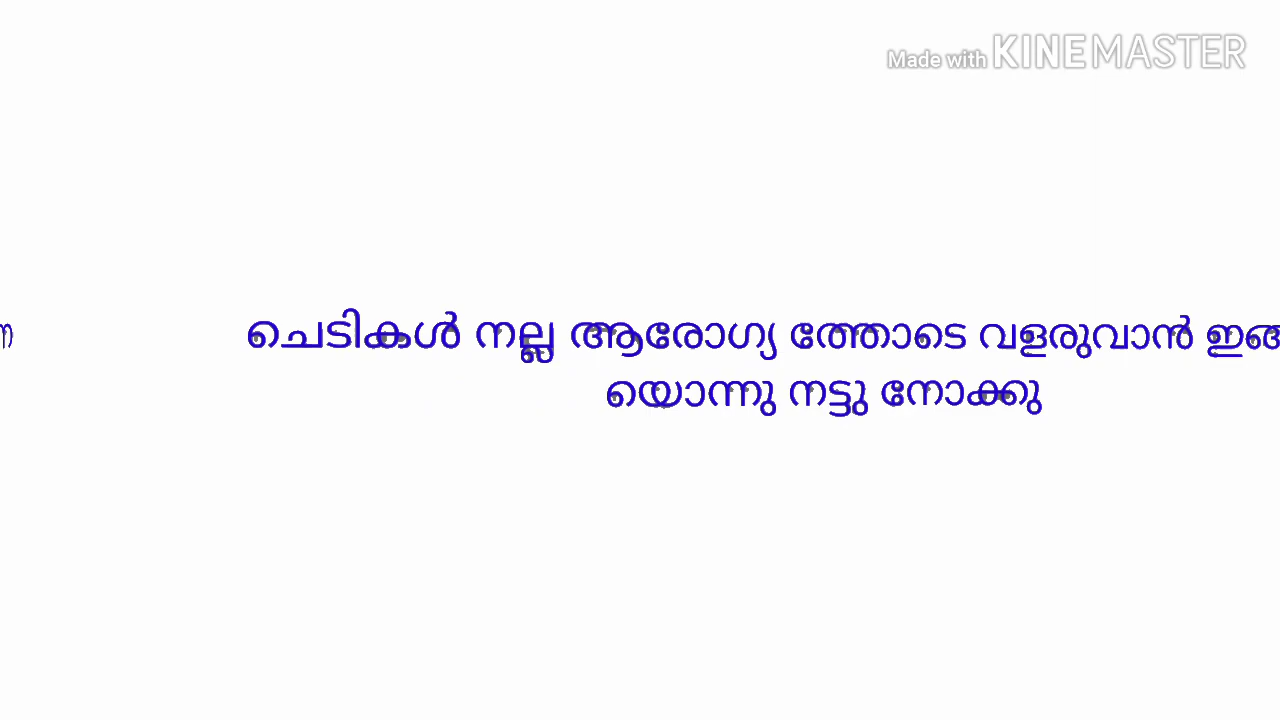 Made with KINEMASTER
ചെടികൾ നല്ല ആരോഗ്യ ത്തോടെ വളരുവാൻ
യൊന്നു നട്ടു നോക്കു